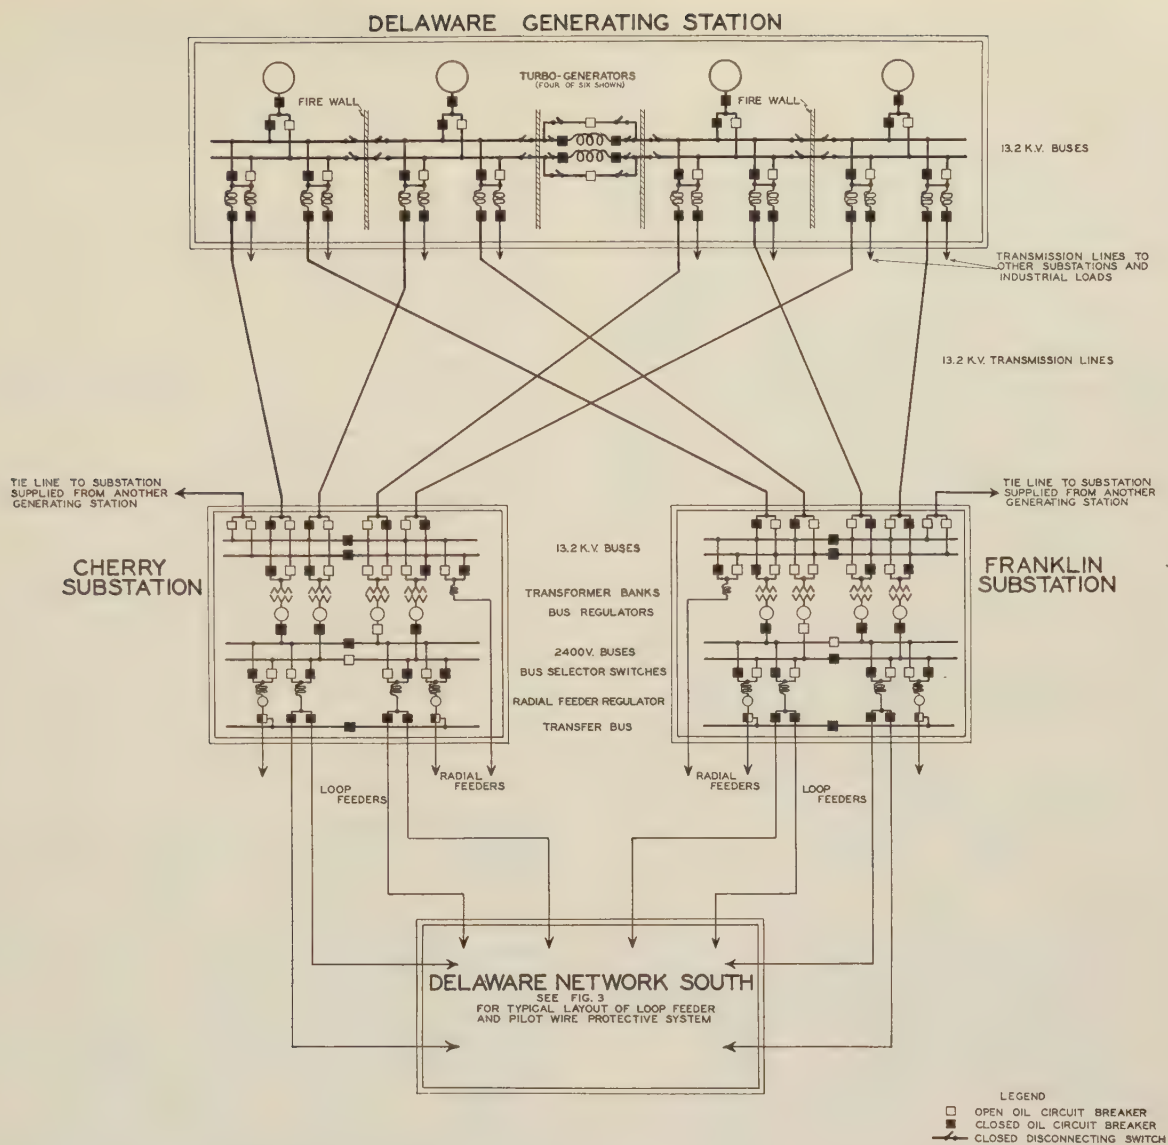 DELAWARE GENERATING STATION
TURBO-GENERATORS
(FOUR OF SIX SHOWN)
FIRE WALL
FIRE WALL
13.2 K.V. BUSES
TRANSMISSION LINES TO
OTHER SUBSTATIONS AND
INDUSTRIAL LOADS
13.2 K.V. TRANSMISSION LINES
TIE LINE TO SUBSTATION
SUPPLIED FROM ANOTHER
GENERATING STATION
TIE LINE TO SUBSTATION
SUPPLIED FROM ANOTHER
GENERATING STATION
CHERRY
SUBSTATION
13.2 K.V. BUSES
FRANKLIN
SUBSTATION
TRANSFORMER BANKS
BUS REGULATORS
2400V. BUSES
BUS SELECTOR SWITCHES
RADIAL FEEDER REGULATOR
TRANSFER BUS
RADIAL
FEEDERS
LOOP
FEEDERS
RADIAL
FEEDERS
LOOP
FEEDERS
DELAWARE NETWORK SOUTH
SEE FIG. 3
FOR TYPICAL LAYOUT OF LOOP FEEDER
AND PILOT WIRE PROTECTIVE SYSTEM
LEGEND
OPEN OIL CIRCUIT BREAKER
CLOSED OIL CIRCUIT BREAKER
CLOSED DISCONNECTING SWITCH